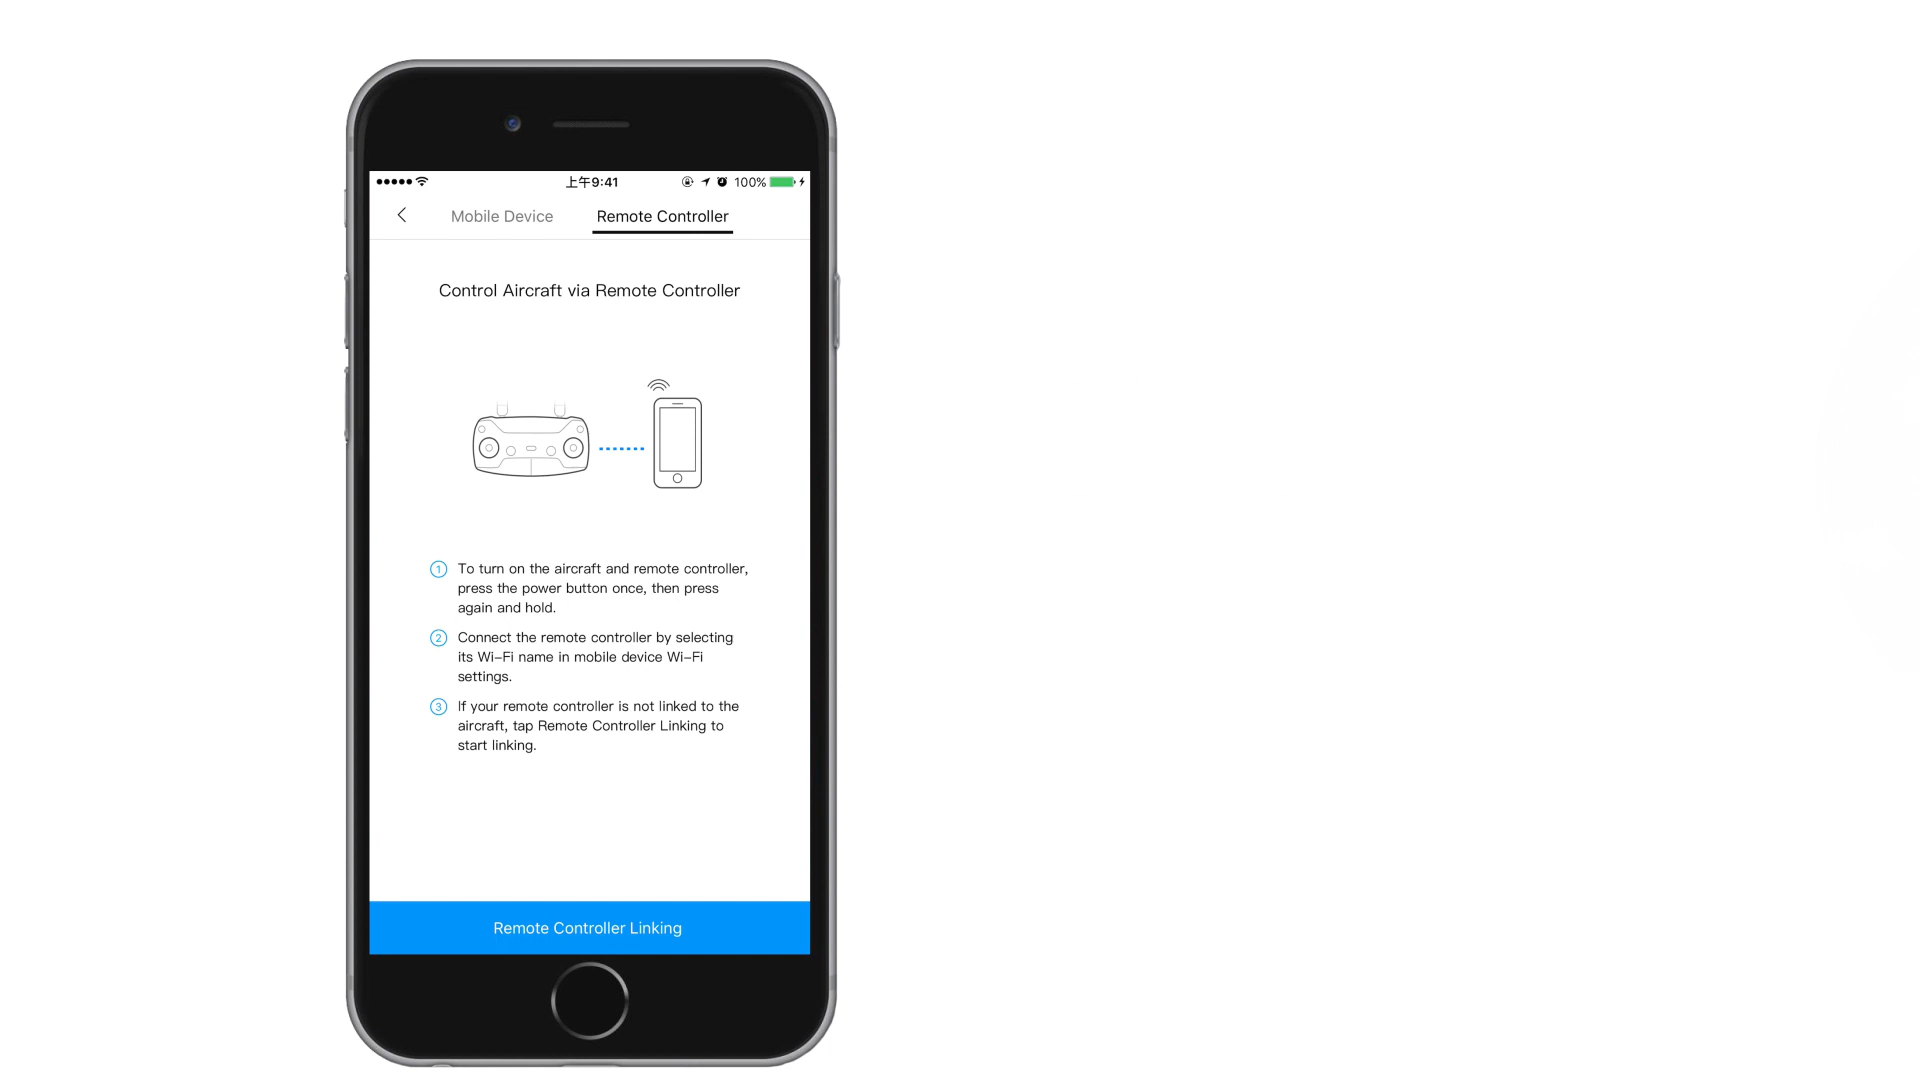 上午9:41
100%
Mobile Device
Remote Controller
Control Aircraft via Remote Controller
1 To turn on the aircraft and remote controller,
press the power button once, then press
again and hold.
2 Connect the remote controller by selecting
its Wi-Fi name in mobile device Wi-Fi
settings.
3 If your remote controller is not linked to the
aircraft, tap Remote Controller Linking to
start linking.
Remote Controller Linking